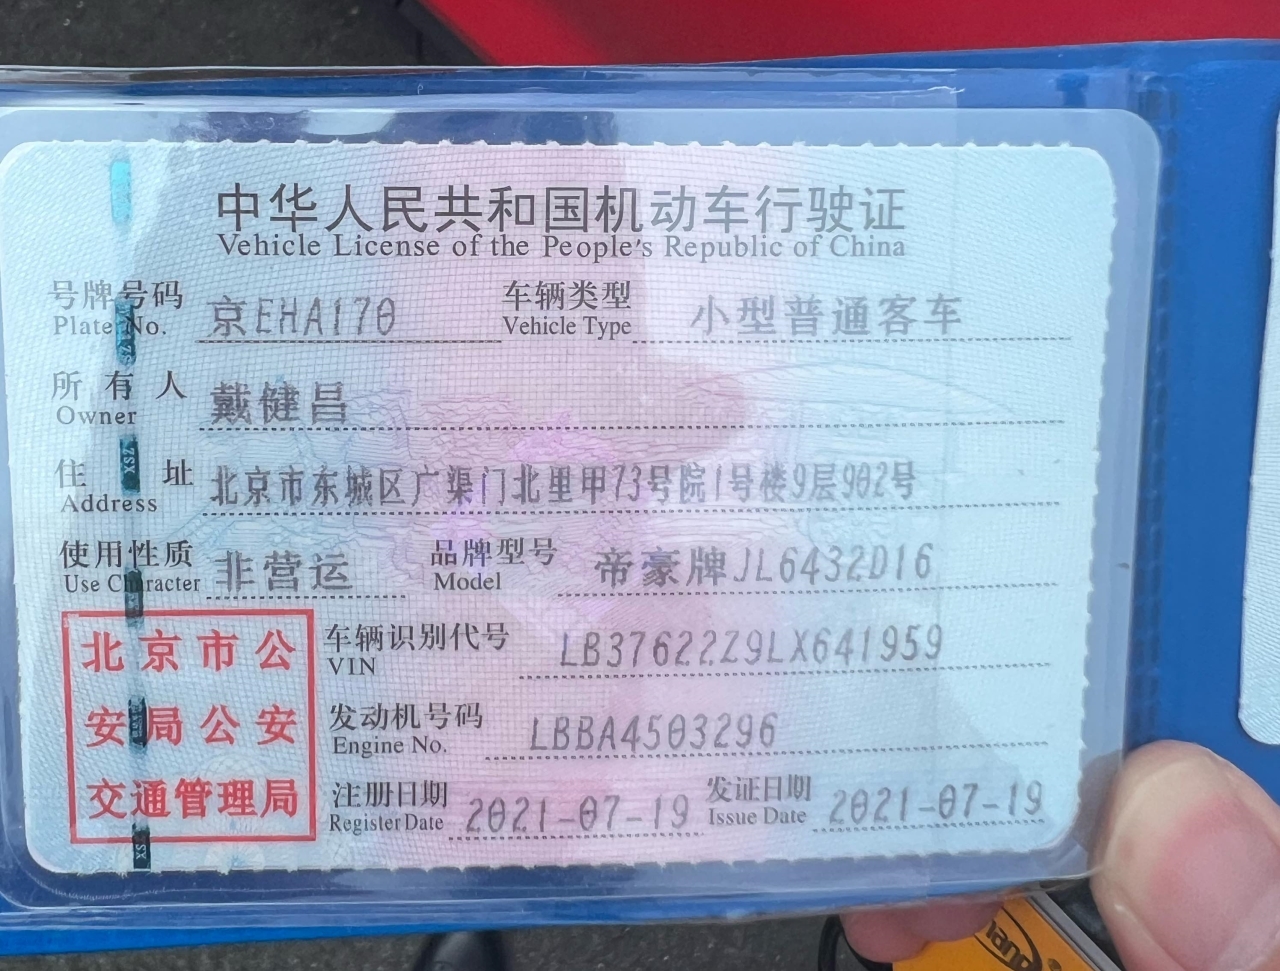 中华人民共和国机动车行驶证
Vehicle License of the People's Republic of China
号牌号码 京EHA170 车辆类型 小型普通客车
Plate No. Vehicle Type
所有人 戴健昌
Owner
住址 北京市东城区广渠门北里甲73号院1号楼9层902号
Address
使用性质 非营运 品牌型号 帝豪牌JL6432D16
Use Character Model
北京市公
安局公安
交通管理局
车辆识别代号 LB37622Z9LX641959
VIN
发动机号码 LBBA4503296
Engine No.
注册日期 2021-07-19 发证日期 2021-07-19
Register Date Issue Date
XSZ